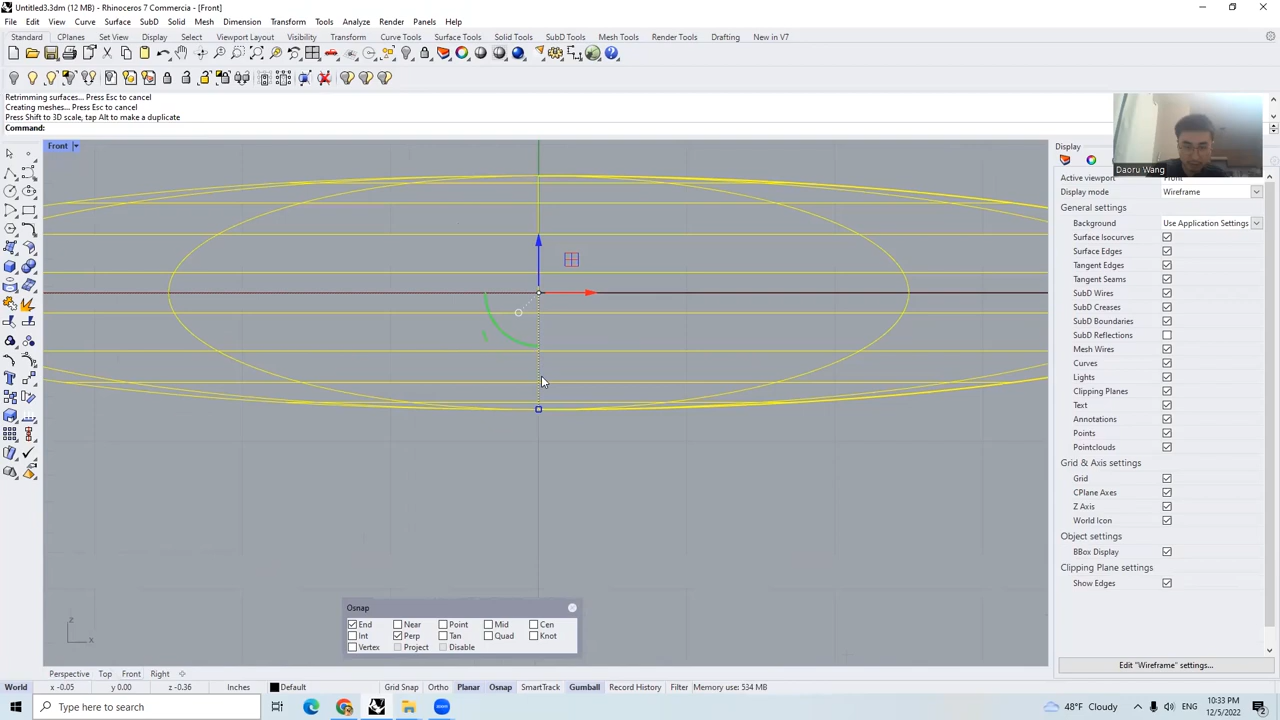 Untitled3.3dm (12 MB) - Rhinoceros 7 Commercia - [Front]
File Edit View Curve Surface SubD Solid Mesh Dimension Transform Tools Analyze Render Panels Help
Standard CPlanes Set View Display Select Viewport Layout Visibility Transform Curve Tools Surface Tools Solid Tools SubD Tools Mesh Tools Render Tools Drafting New in V7
Retrimming surfaces... Press Esc to cancel
Creating meshes... Press Esc to cancel
Press Shift to 3D scale, tap Alt to make a duplicate
Command:
Daoru Wang
Front
Display
Active viewport
Display mode Wireframe
General settings
Background Use Application Settings
Surface Isocurves
Surface Edges
Tangent Edges
Tangent Seams
SubD Wires
SubD Creases
SubD Boundaries
SubD Reflections
Mesh Wires
Curves
Lights
Clipping Planes
Text
Annotations
Points
Pointclouds
Grid & Axis settings
Grid
CPlane Axes
Z Axis
World Icon
Object settings
BBox Display
Clipping Plane settings
Show Edges
Edit "Wireframe" settings...
Osnap
End Near Point Mid Cen
Int Perp Tan Quad Knot
Vertex Project Disable
z
x
Perspective Top Front Right
World x -0.05 y 0.00 z -0.36 Inches Default Grid Snap Ortho Planar Osnap SmartTrack Gumball Record History Filter Memory use: 534 MB
Type here to search
48°F Cloudy ENG
10:33 PM
12/5/2022
2